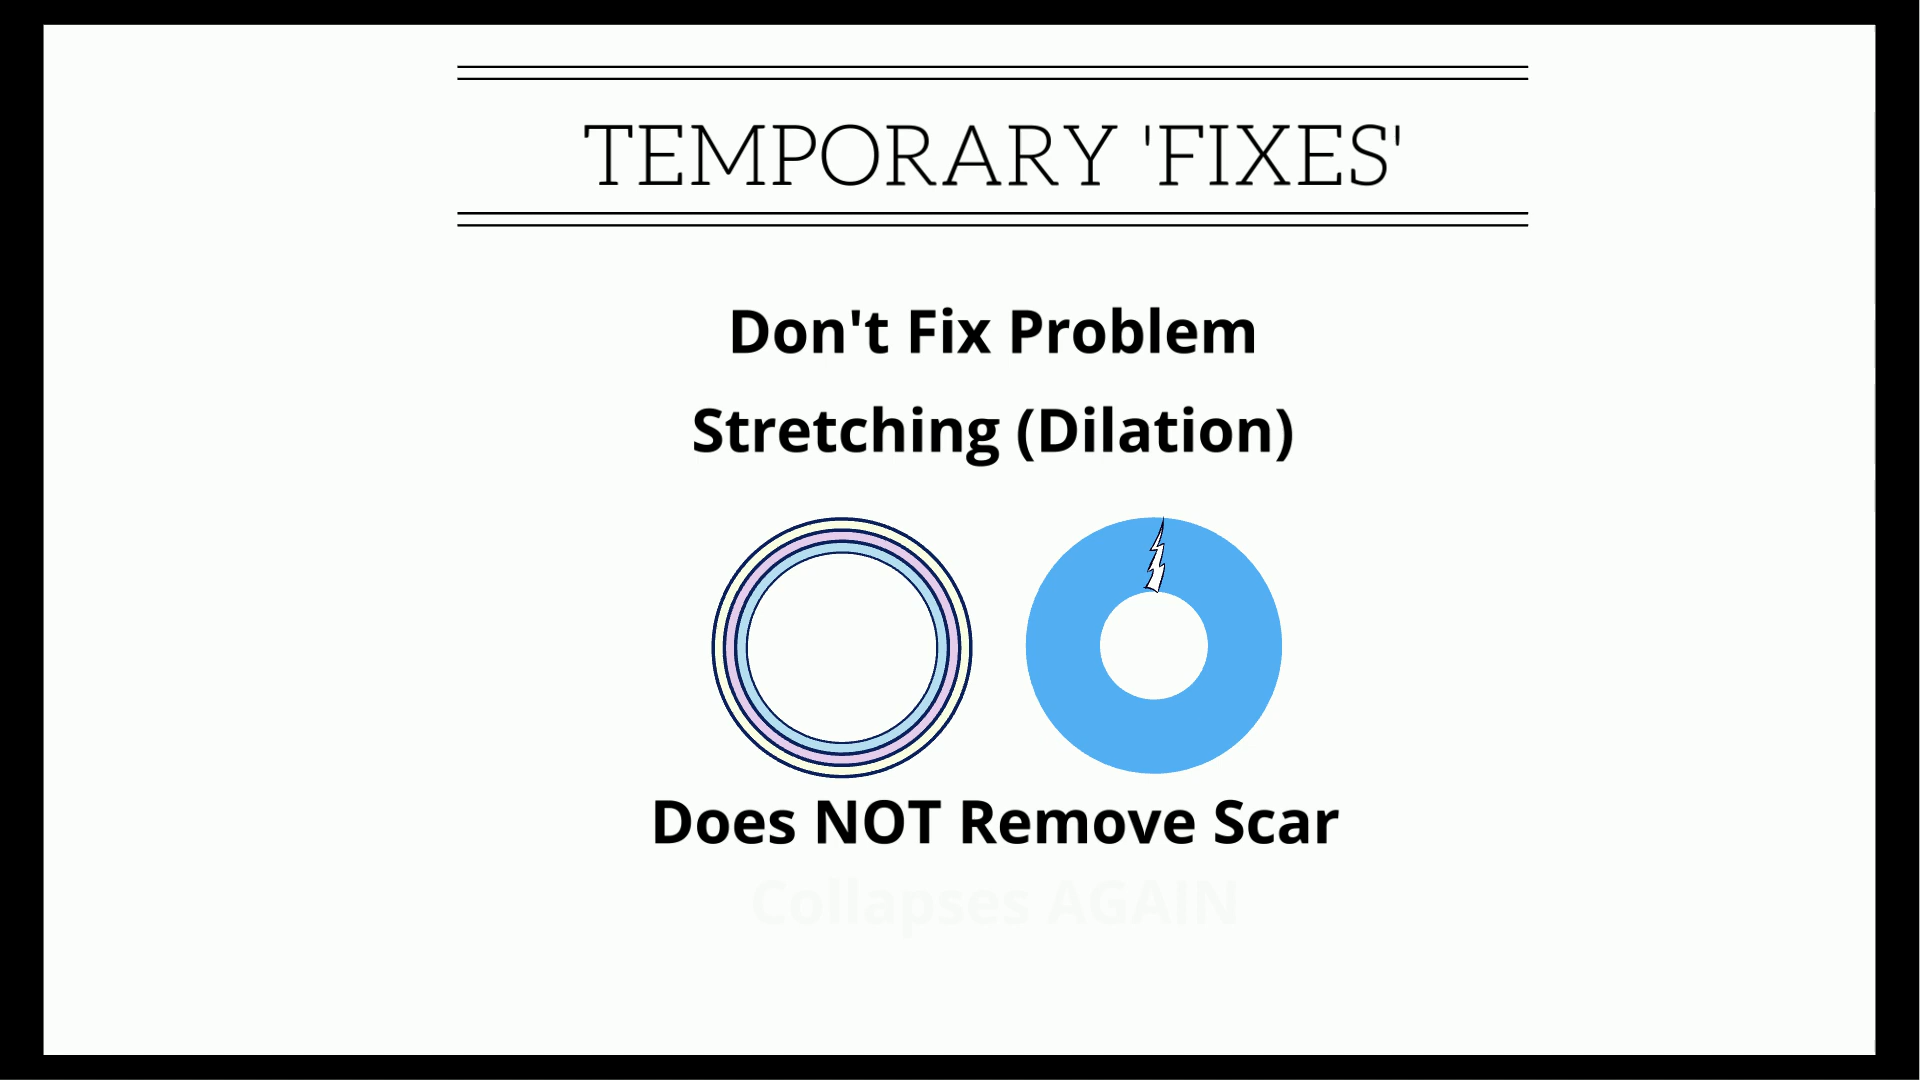 TEMPORARY 'FIXES'
Don't Fix Problem
Stretching (Dilation)
Does NOT Remove Scar
Collapses AGAIN